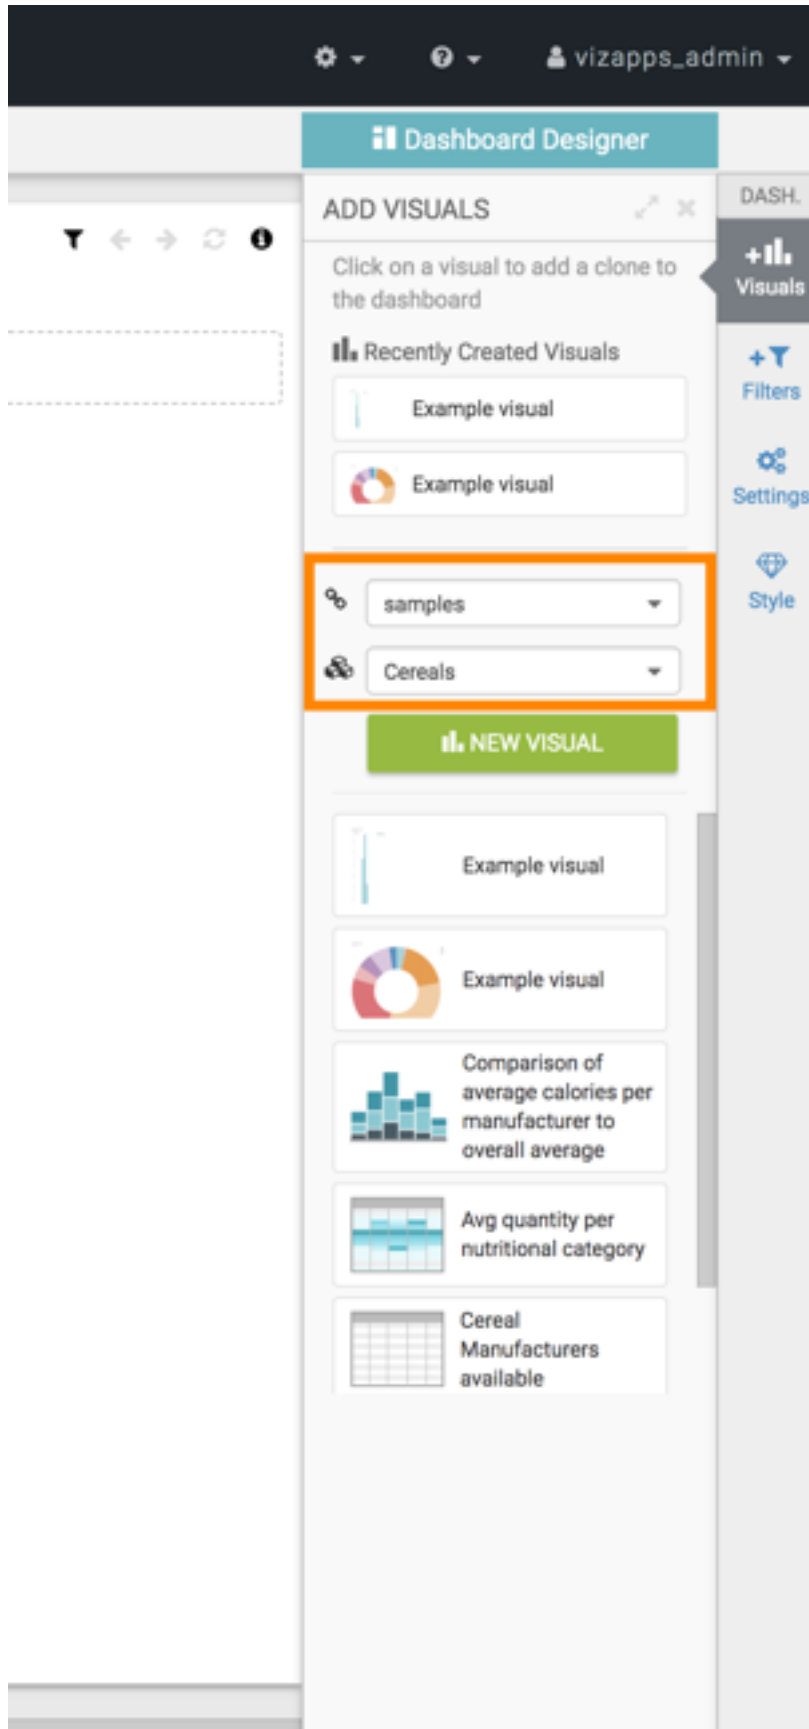 vizapps_admin
Dashboard Designer
ADD VISUALS
DASH.
Click on a visual to add a clone to
the dashboard
Visuals
Recently Created Visuals
Example visual
Filters
Example visual
Settings
samples
Style
Cereals
NEW VISUAL
Example visual
Example visual
Comparison of
average calories per
manufacturer to
overall average
Avg quantity per
nutritional category
Cereal
Manufacturers
available